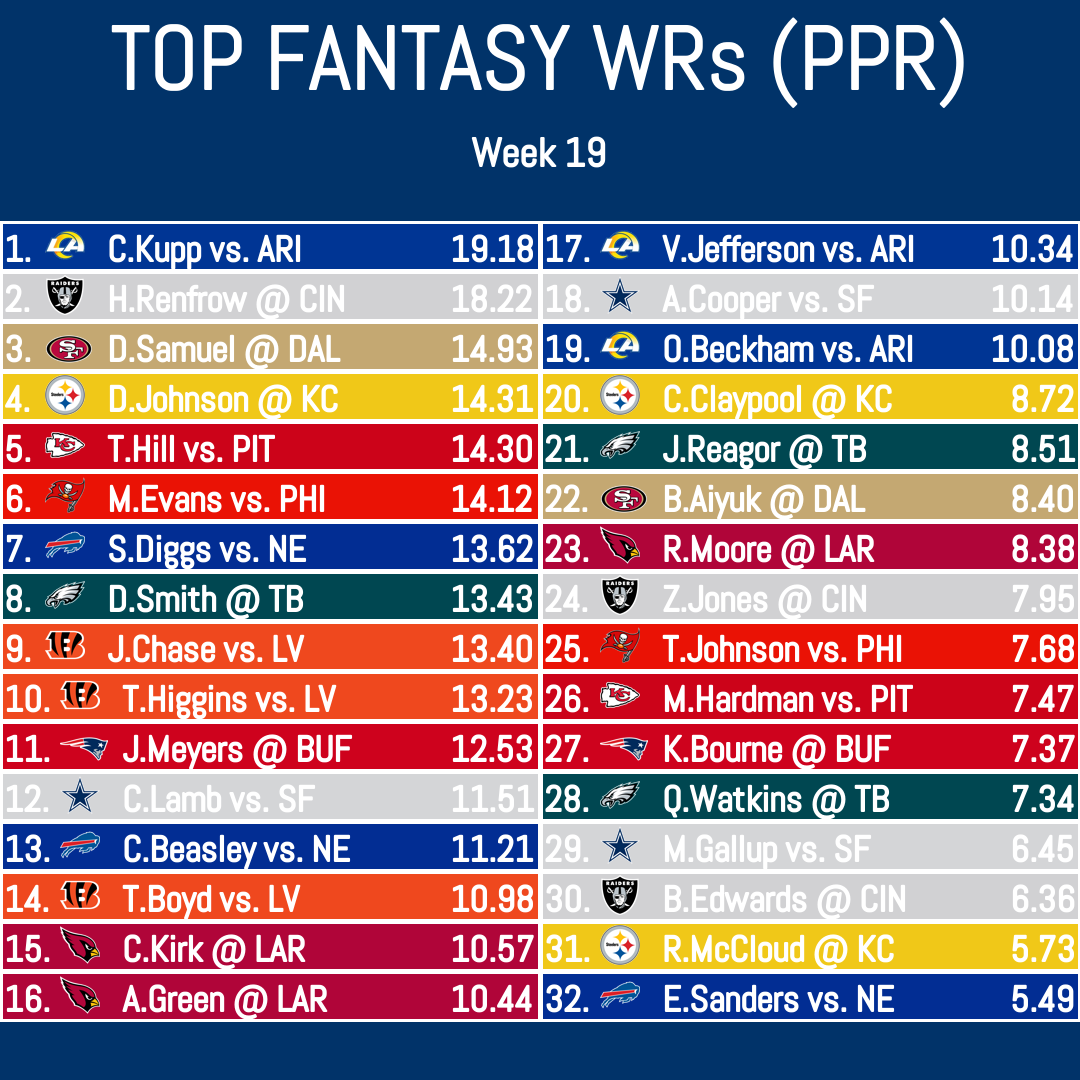 TOP FANTASY WRs (PPR)
Week 19
1. C.Kupp vs. ARI 19.18
2. H.Renfrow @ CIN 18.22
3. D.Samuel @ DAL 14.93
4. D.Johnson @ KC 14.31
5. T.Hill vs. PIT 14.30
6. M.Evans vs. PHI 14.12
7. S.Diggs vs. NE 13.62
8. D.Smith @ TB 13.43
9. J.Chase vs. LV 13.40
10. T.Higgins vs. LV 13.23
11. J.Meyers @ BUF 12.53
12. C.Lamb vs. SF 11.51
13. C.Beasley vs. NE 11.21
14. T.Boyd vs. LV 10.98
15. C.Kirk @ LAR 10.57
16. A.Green @ LAR 10.44
17. V.Jefferson vs. ARI 10.34
18. A.Cooper vs. SF 10.14
19. O.Beckham vs. ARI 10.08
20. C.Claypool @ KC 8.72
21. J.Reagor @ TB 8.51
22. B.Aiyuk @ DAL 8.40
23. R.Moore @ LAR 8.38
24. Z.Jones @ CIN 7.95
25. T.Johnson vs. PHI 7.68
26. M.Hardman vs. PIT 7.47
27. K.Bourne @ BUF 7.37
28. Q.Watkins @ TB 7.34
29. M.Gallup vs. SF 6.45
30. B.Edwards @ CIN 6.36
31. R.McCloud @ KC 5.73
32. E.Sanders vs. NE 5.49